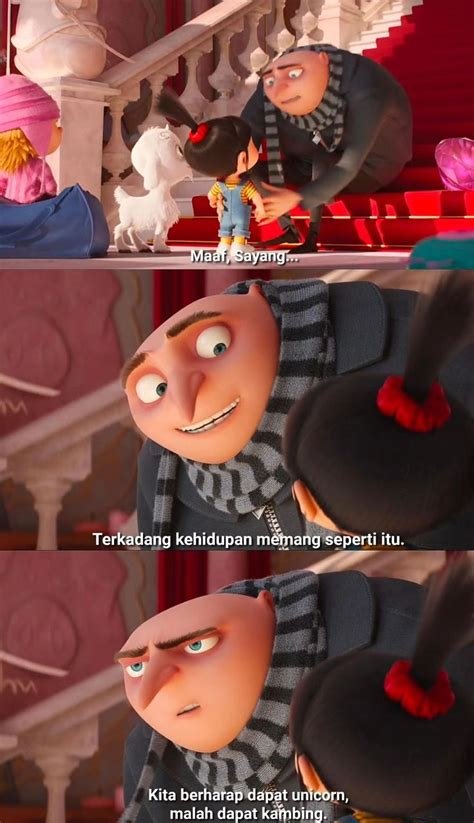 Maaf, Sayang...
Terkadang kehidupan memang seperti itu.
Kita berharap dapat unicorn,
malah dapat kambing.